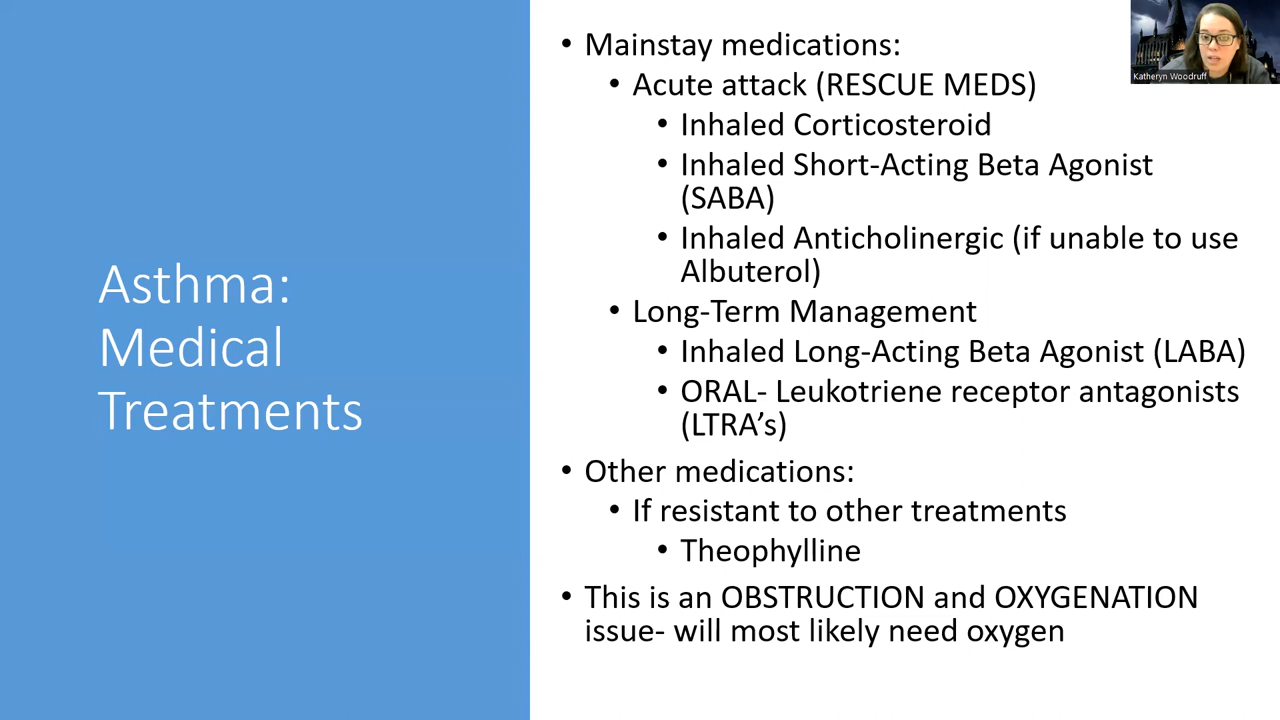 Asthma:
Medical
Treatments
• Mainstay medications:
• Acute attack (RESCUE MEDS)
• Inhaled Corticosteroid
• Inhaled Short-Acting Beta Agonist
(SABA)
• Inhaled Anticholinergic (if unable to use
Albuterol)
• Long-Term Management
• Inhaled Long-Acting Beta Agonist (LABA)
• ORAL- Leukotriene receptor antagonists
(LTRA’s)
• Other medications:
• If resistant to other treatments
• Theophylline
• This is an OBSTRUCTION and OXYGENATION
issue- will most likely need oxygen
Katheryn Woodruff